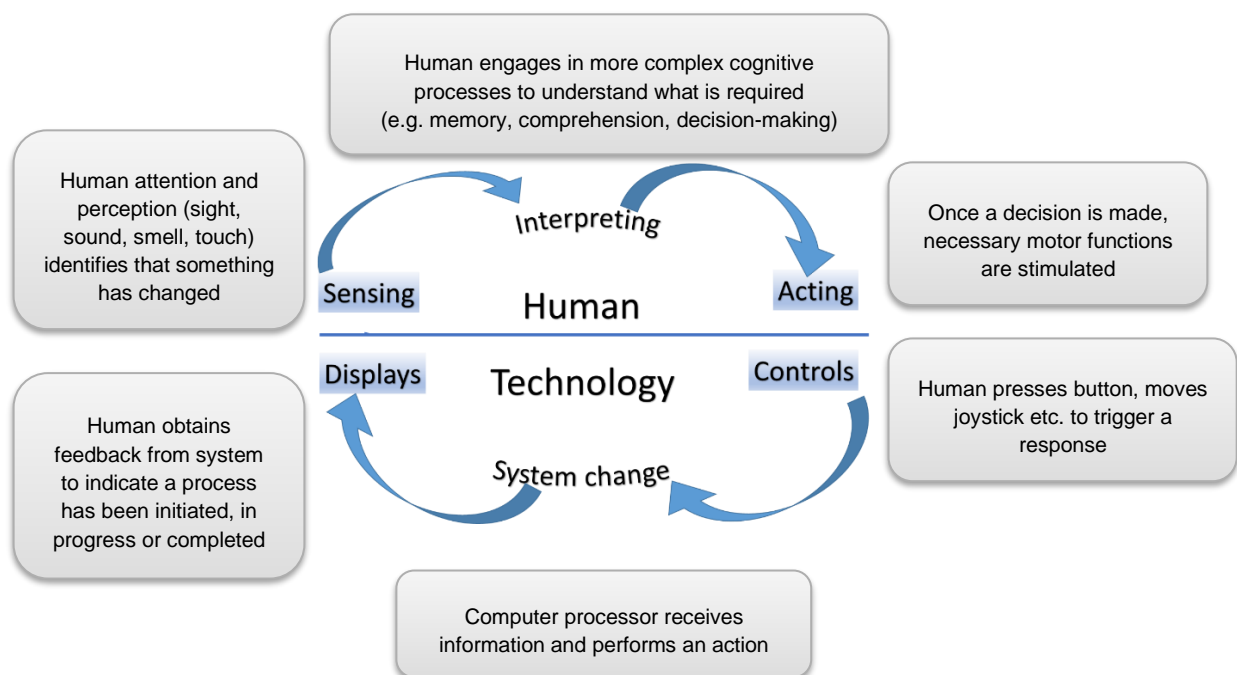 Human engages in more complex cognitive
processes to understand what is required
(e.g. memory, comprehension, decision-making)
Human attention and
perception (sight,
sound, smell, touch)
identifies that something
has changed
Interpreting
Once a decision is made,
necessary motor functions
are stimulated
Sensing
Human
Acting
Displays
Technology
Controls
Human obtains
feedback from system
to indicate a process
has been initiated, in
progress or completed
System change
Human presses button, moves
joystick etc. to trigger a
response
Computer processor receives
information and performs an action